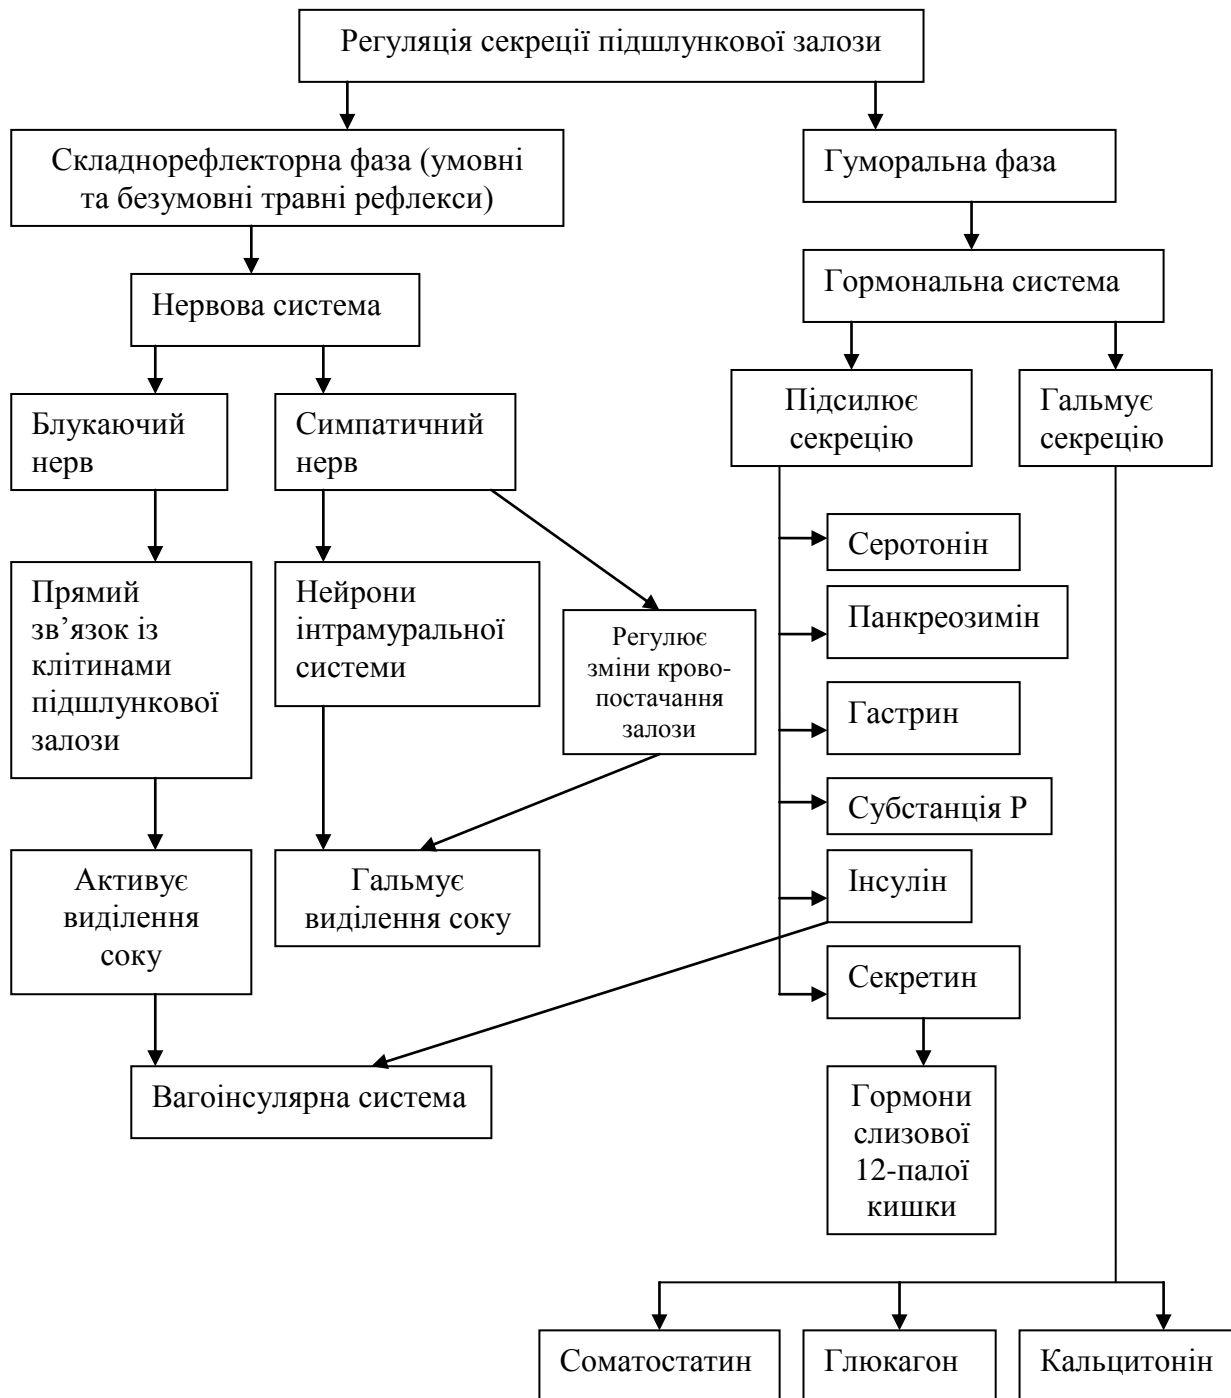 Регуляція секреції підшлункової залози
Складнорефлекторна фаза (умовні
та безумовні травні рефлекси)
Гуморальна фаза
Нервова система
Гормональна система
Блукаючий
нерв
Симпатичний
нерв
Підсилює
секрецію
Гальмує
секрецію
Прямий
зв’язок із
клітинами
підшлункової
залози
Нейрони
інтрамуральної
системи
Регулює
зміни крово-
постачання
залози
Серотонін
Панкреозимін
Гастрин
Субстанція Р
Інсулін
Секретин
Активує
виділення
соку
Гальмує
виділення соку
Вагоінсулярна система
Гормони
слизової
12-палої
кишки
Соматостатин
Глюкагон
Кальцитонін